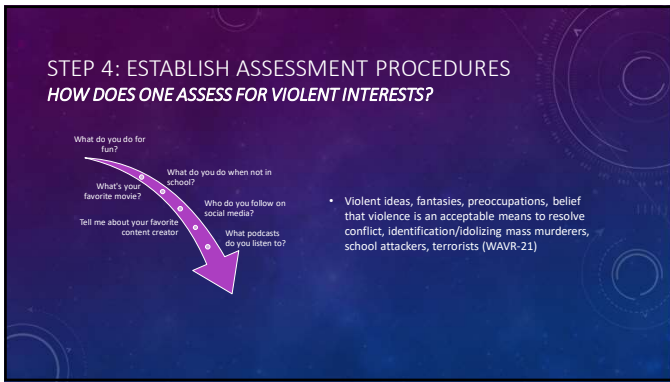 STEP 4: ESTABLISH ASSESSMENT PROCEDURES
HOW DOES ONE ASSESS FOR VIOLENT INTERESTS?
What do you do for
fun?
What do you do when not in
school?
What's your
favorite movie?
Who do you follow on
social media?
Tell me about your favorite
content creator
What podcasts
do you listen to?
• Violent ideas, fantasies, preoccupations, belief
that violence is an acceptable means to resolve
conflict, identification/idolizing mass murderers,
school attackers, terrorists (WAVR-21)